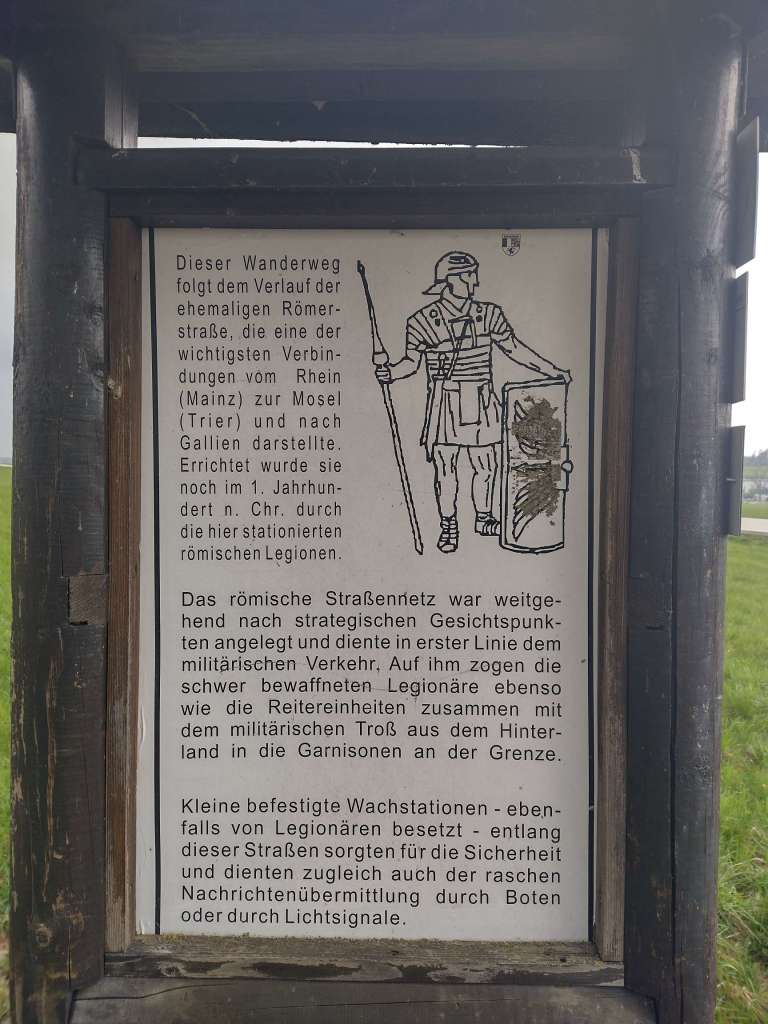 Dieser Wanderweg
folgt dem Verlauf der
ehemaligen Römer-
straße, die eine der
wichtigsten Verbin-
dungen vom Rhein
(Mainz) zur Mosel
(Trier) und nach
Gallien darstellte.
Errichtet wurde sie
noch im 1. Jahrhun-
dert n. Chr. durch
die hier stationierten
römischen Legionen.
Das römische Straßennetz war weitge-
hend nach strategischen Gesichtspunk-
ten angelegt und diente in erster Linie dem
militärischen Verkehr. Auf ihm zogen die
schwer bewaffneten Legionäre ebenso
wie die Reitereinheiten zusammen mit
dem militärischen Troß aus dem Hinter-
land in die Garnisonen an der Grenze.
Kleine befestigte Wachstationen - eben-
falls von Legionären besetzt - entlang
dieser Straßen sorgten für die Sicherheit
und dienten zugleich auch der raschen
Nachrichtenübermittlung durch Boten
oder durch Lichtsignale.